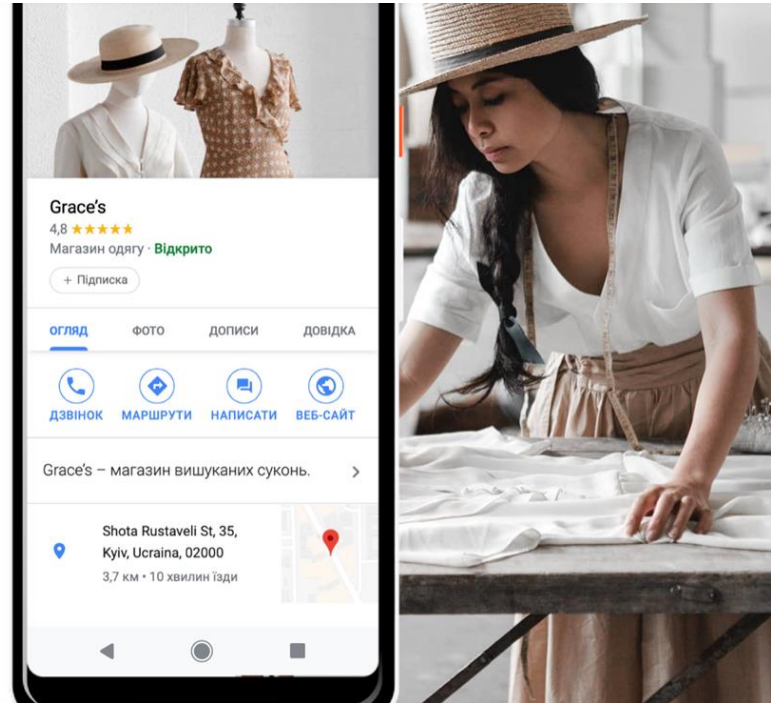 Grace's
4,8
Магазин одягу · Відкрито
+ Підписка
ОГЛЯД ФОТО ДОПИСИ ДОВІДКА
ДЗВІНОК МАРШРУТИ НАПИСАТИ ВЕБ-САЙТ
Grace's – магазин вишуканих суконь.
Shota Rustaveli St, 35,
Kyiv, Ucraina, 02000
3,7 км • 10 хвилин їзди